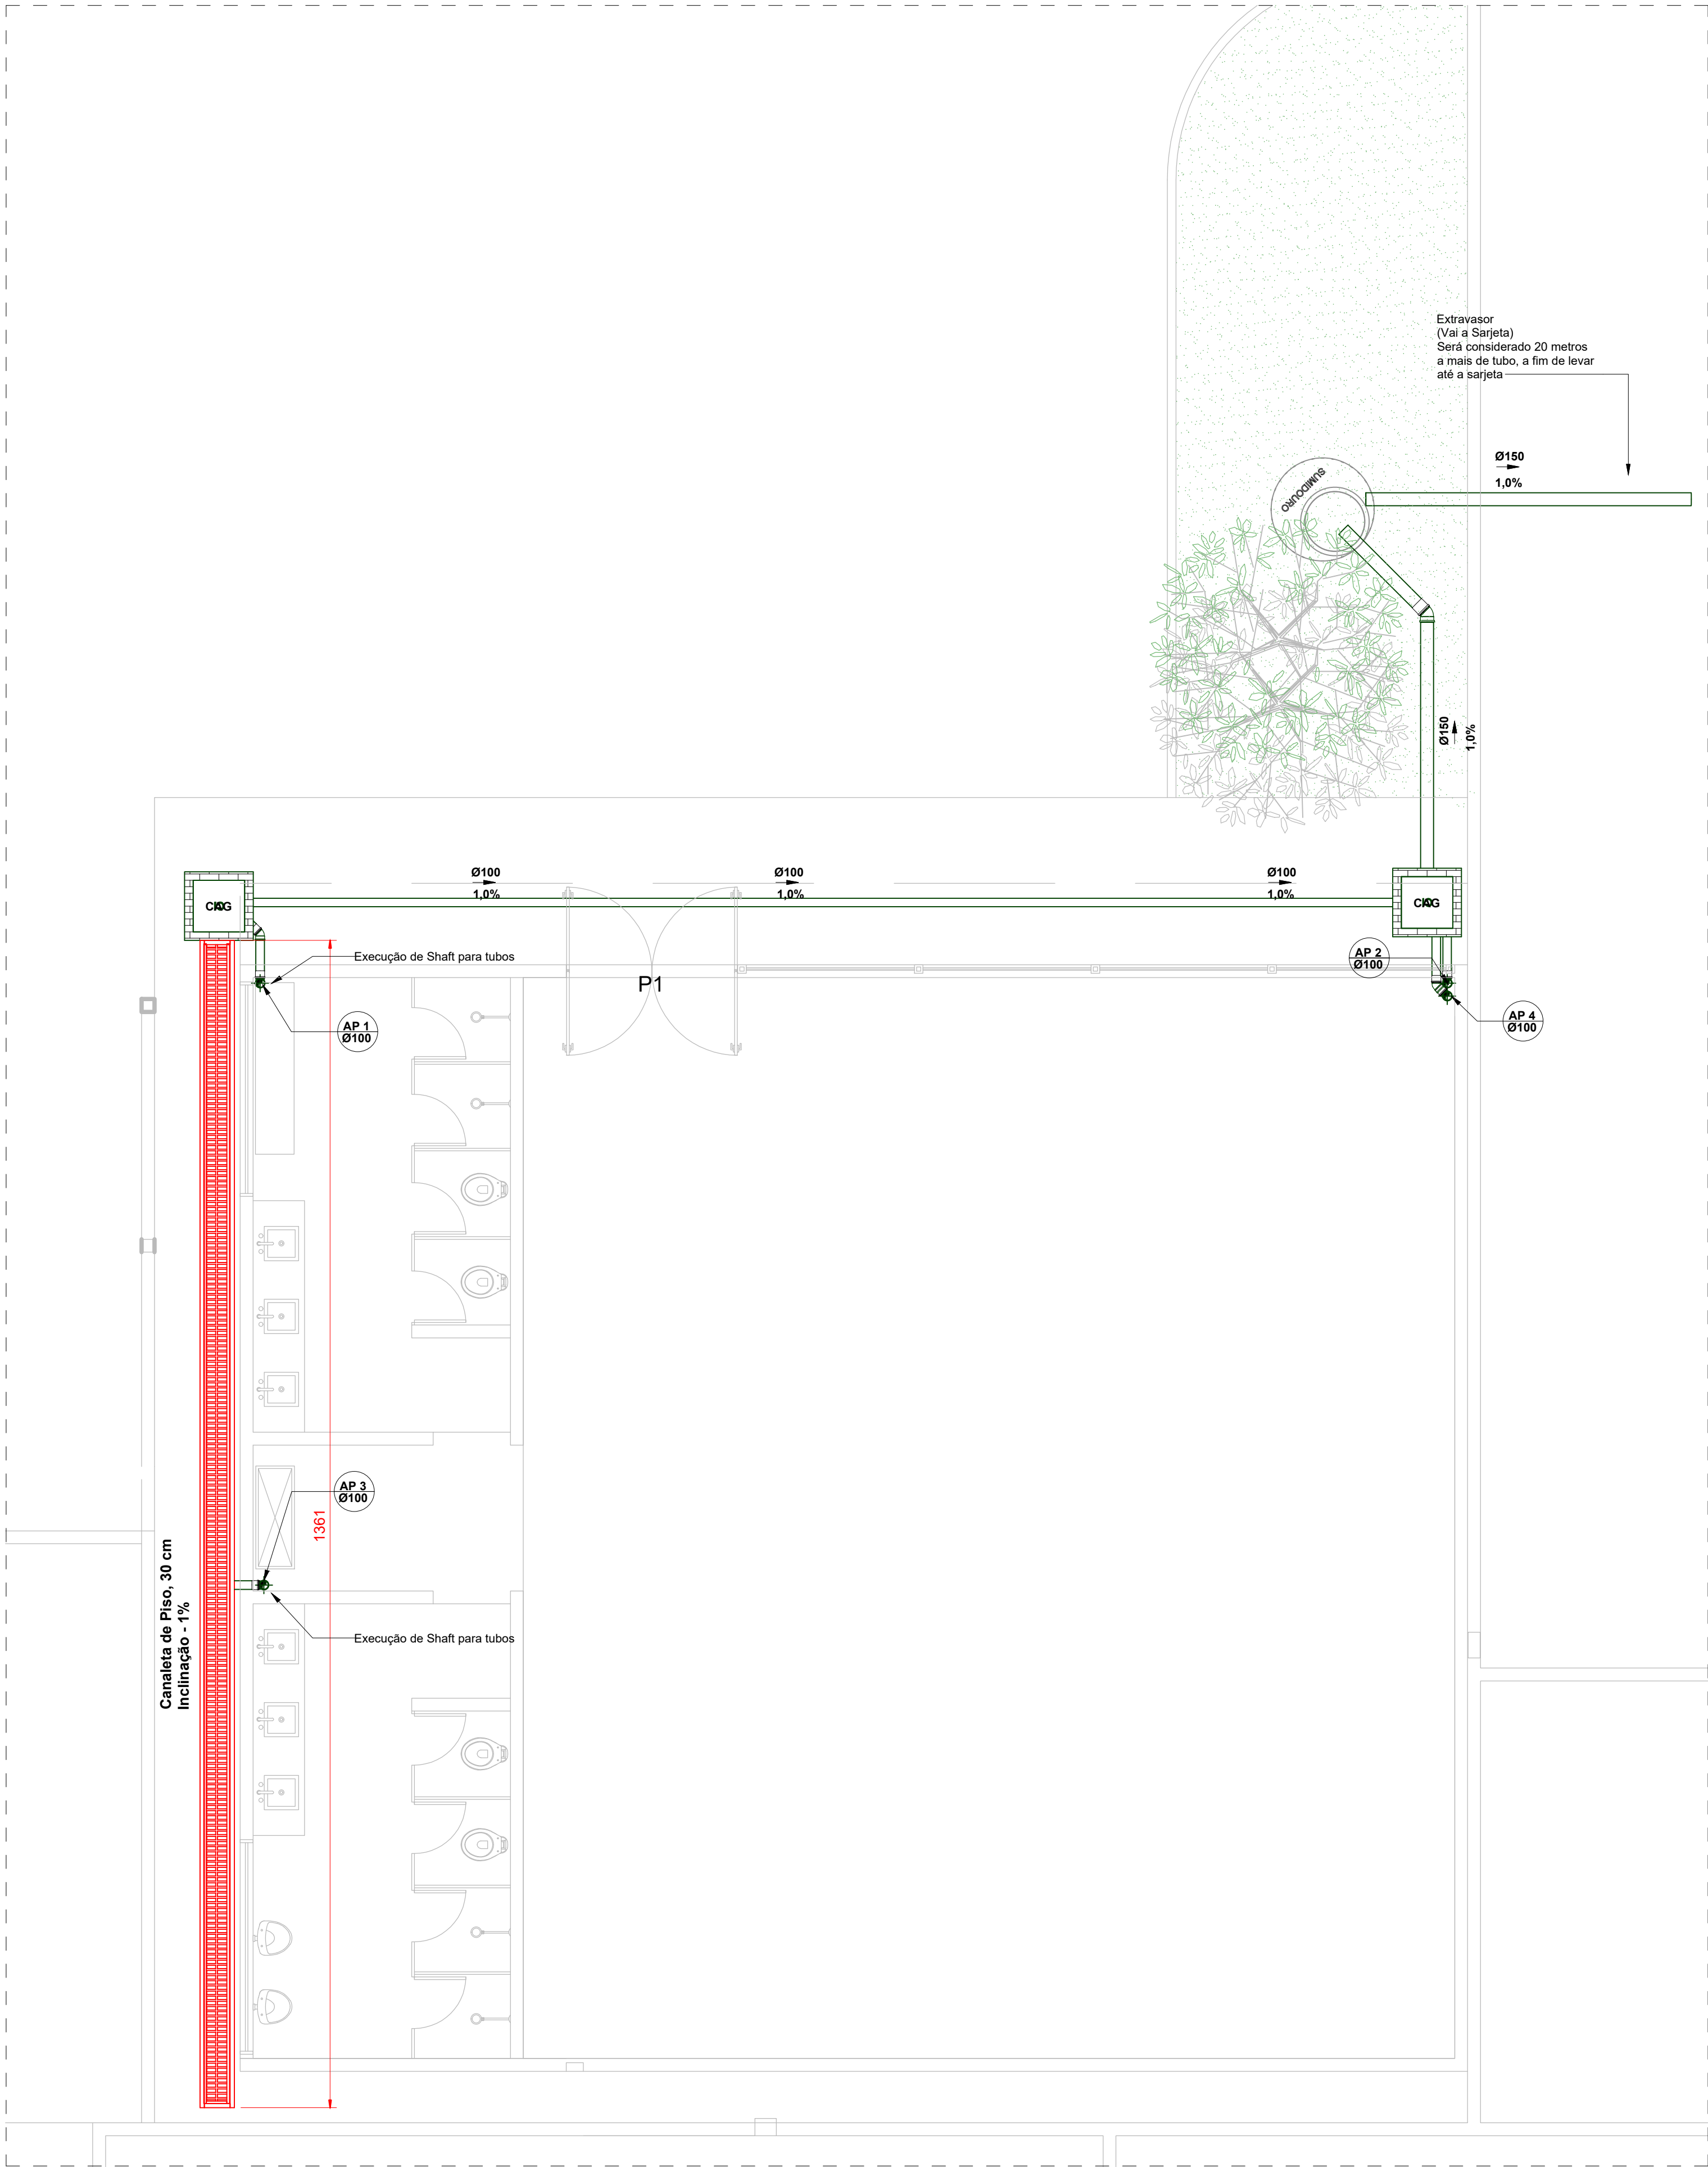 Extravasor
(Vai a Sarjeta)
Será considerado 20 metros
a mais de tubo, a fim de levar
até a sarjeta
Ø150
1,0%
SUMIDOURO
Ø150
1,0%
Ø100
1,0%
Ø100
1,0%
Ø100
1,0%
Execução de Shaft para tubos
P1
AP 2
Ø100
AP 1
Ø100
AP 4
Ø100
AP 3
Ø100
1361
Canaleta de Piso, 30 cm
Inclinação - 1%
Execução de Shaft para tubos